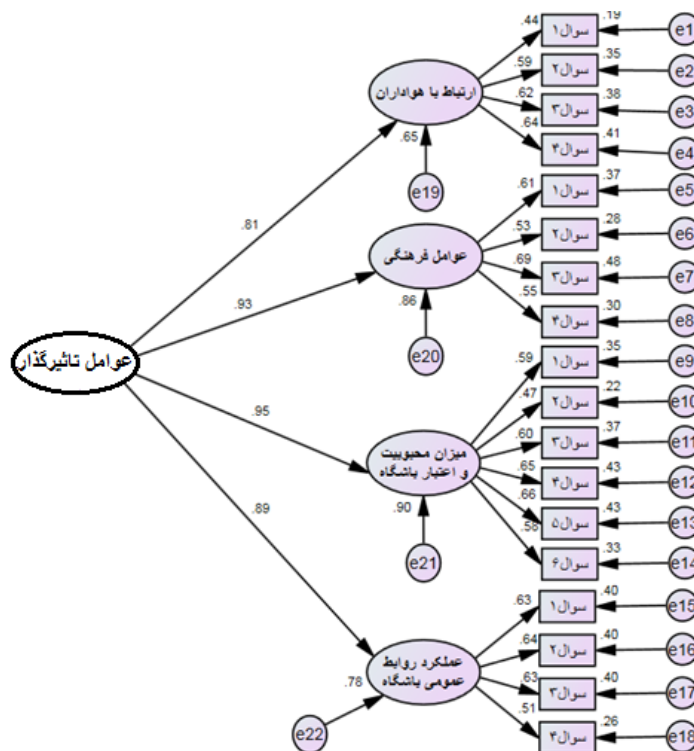 .44
سوال۱
.19
e1
.59
سوال۲
.35
e2
.62
سوال۳
.38
e3
.64
سوال۴
.41
e4
ارتباط با هواداران
.65
e19
.81
.61
سوال۱
.37
e5
.53
سوال۲
.28
e6
.69
سوال۳
.48
e7
.55
سوال۴
.30
e8
عوامل فرهنگی
.86
e20
.93
عوامل تاثیرگذار
.59
سوال۱
.35
e9
.47
سوال۲
.22
e10
.60
سوال۳
.37
e11
.65
سوال۴
.43
e12
.66
سوال۵
.43
e13
.58
سوال۶
.33
e14
میزان محبوبیت
و اعتبار باشگاه
.90
e21
.95
.89
.63
سوال۱
.40
e15
.64
سوال۲
.40
e16
.63
سوال۳
.40
e17
.51
سوال۴
.26
e18
عملکرد روابط
عمومی باشگاه
.78
e22